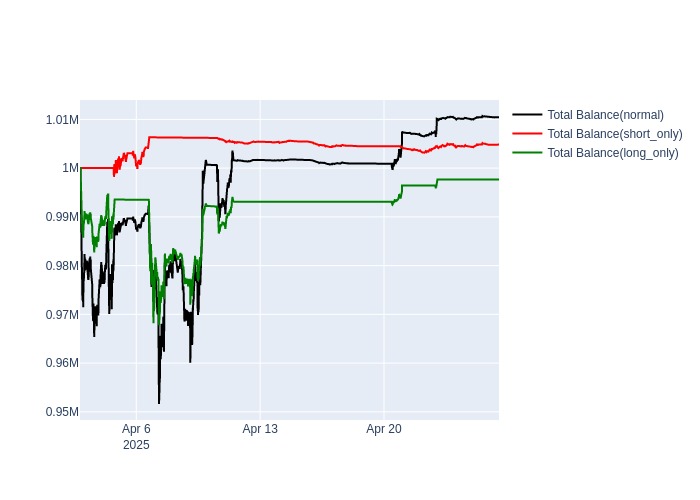 1.01M
1M
0.99M
0.98M
0.97M
0.96M
0.95M
Apr 6
2025
Apr 13
Apr 20
Total Balance(normal)
Total Balance(short_only)
Total Balance(long_only)